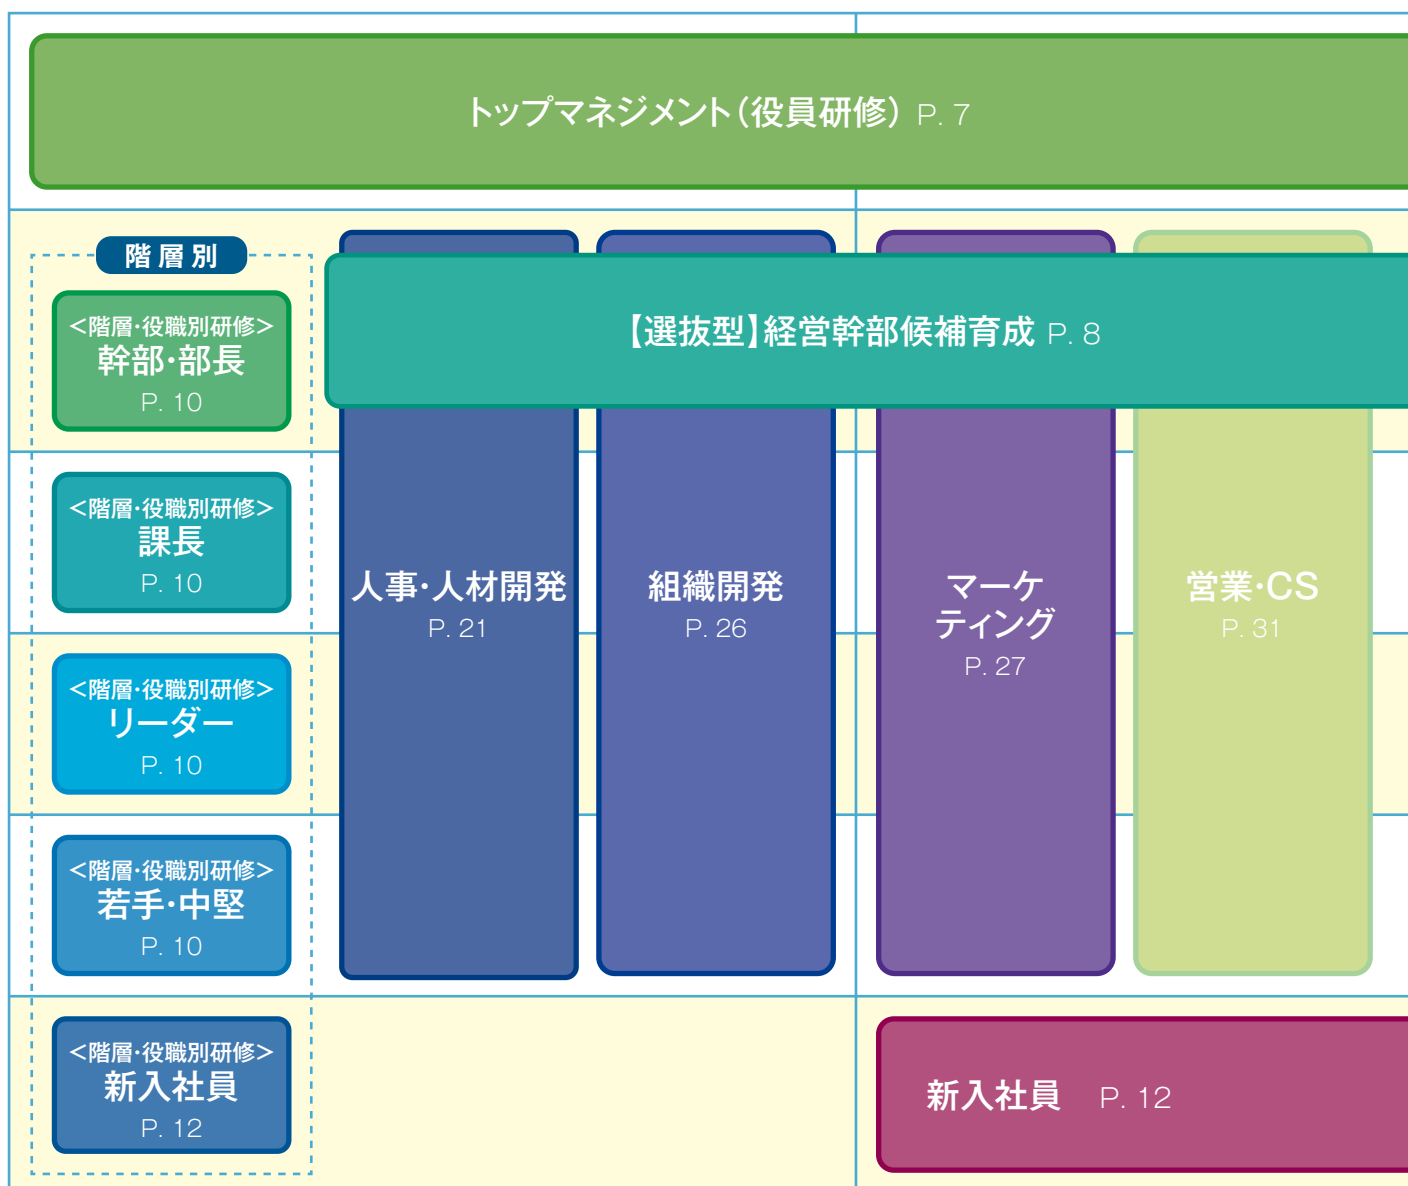 トップマネジメント（役員研修） P. 7
階層別
＜階層・役職別研修＞
幹部・部長
P. 10
【選抜型】経営幹部候補育成 P. 8
＜階層・役職別研修＞
課長
P. 10
＜階層・役職別研修＞
リーダー
P. 10
＜階層・役職別研修＞
若手・中堅
P. 10
＜階層・役職別研修＞
新入社員
P. 12
人事・人材開発
P. 21
組織開発
P. 26
マーケ
ティング
P. 27
営業・CS
P. 31
新入社員 P. 12